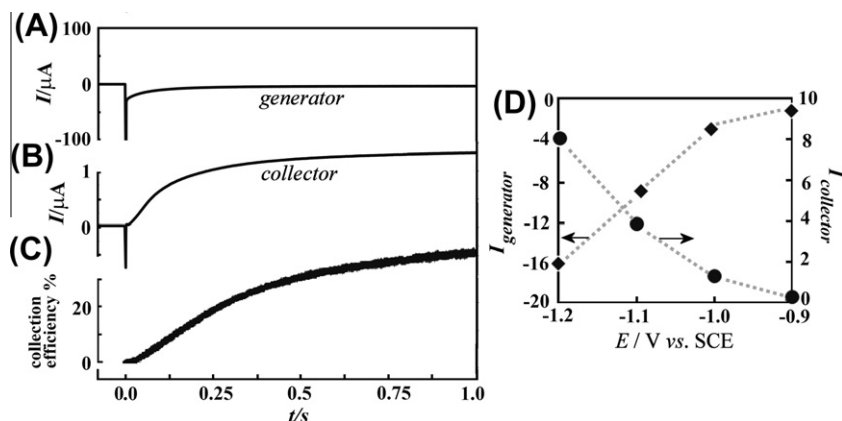 (A)
100
0
-100
I/µA
generator
(B)
1
0
I/µA
collector
(C)
20
0
collection
efficiency %
0.0 0.25 0.50 0.75 1.0
t/s
(D)
0
-4
-8
-12
-16
-20
I generator
10
8
6
4
2
0
I collector
-1.2 -1.1 -1.0 -0.9
E / V vs. SCE